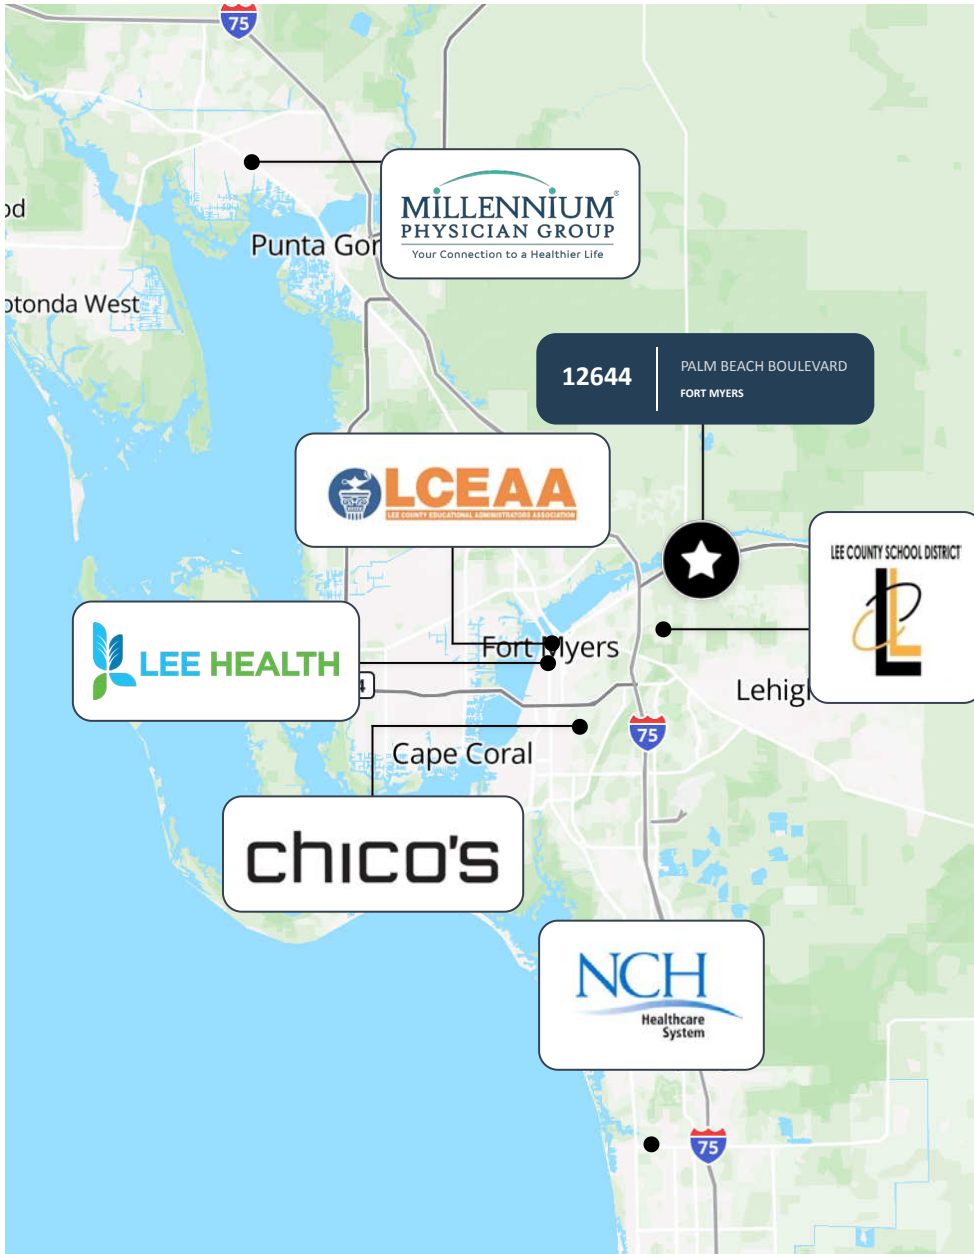 75
MILLENNIUM
PHYSICIAN GROUP
®
Your Connection to a Healthier Life
od
Punta Gor
otonda West
12644
PALM BEACH BOULEVARD
FORT MYERS
LCEAA
LEE COUNTY EDUCATIONAL ADMINISTRATORS ASSOCIATION
LEE COUNTY SCHOOL DISTRICT
Fort Myers
LEE HEALTH
4
Lehig
75
Cape Coral
chico's
NCH
Healthcare
System
75